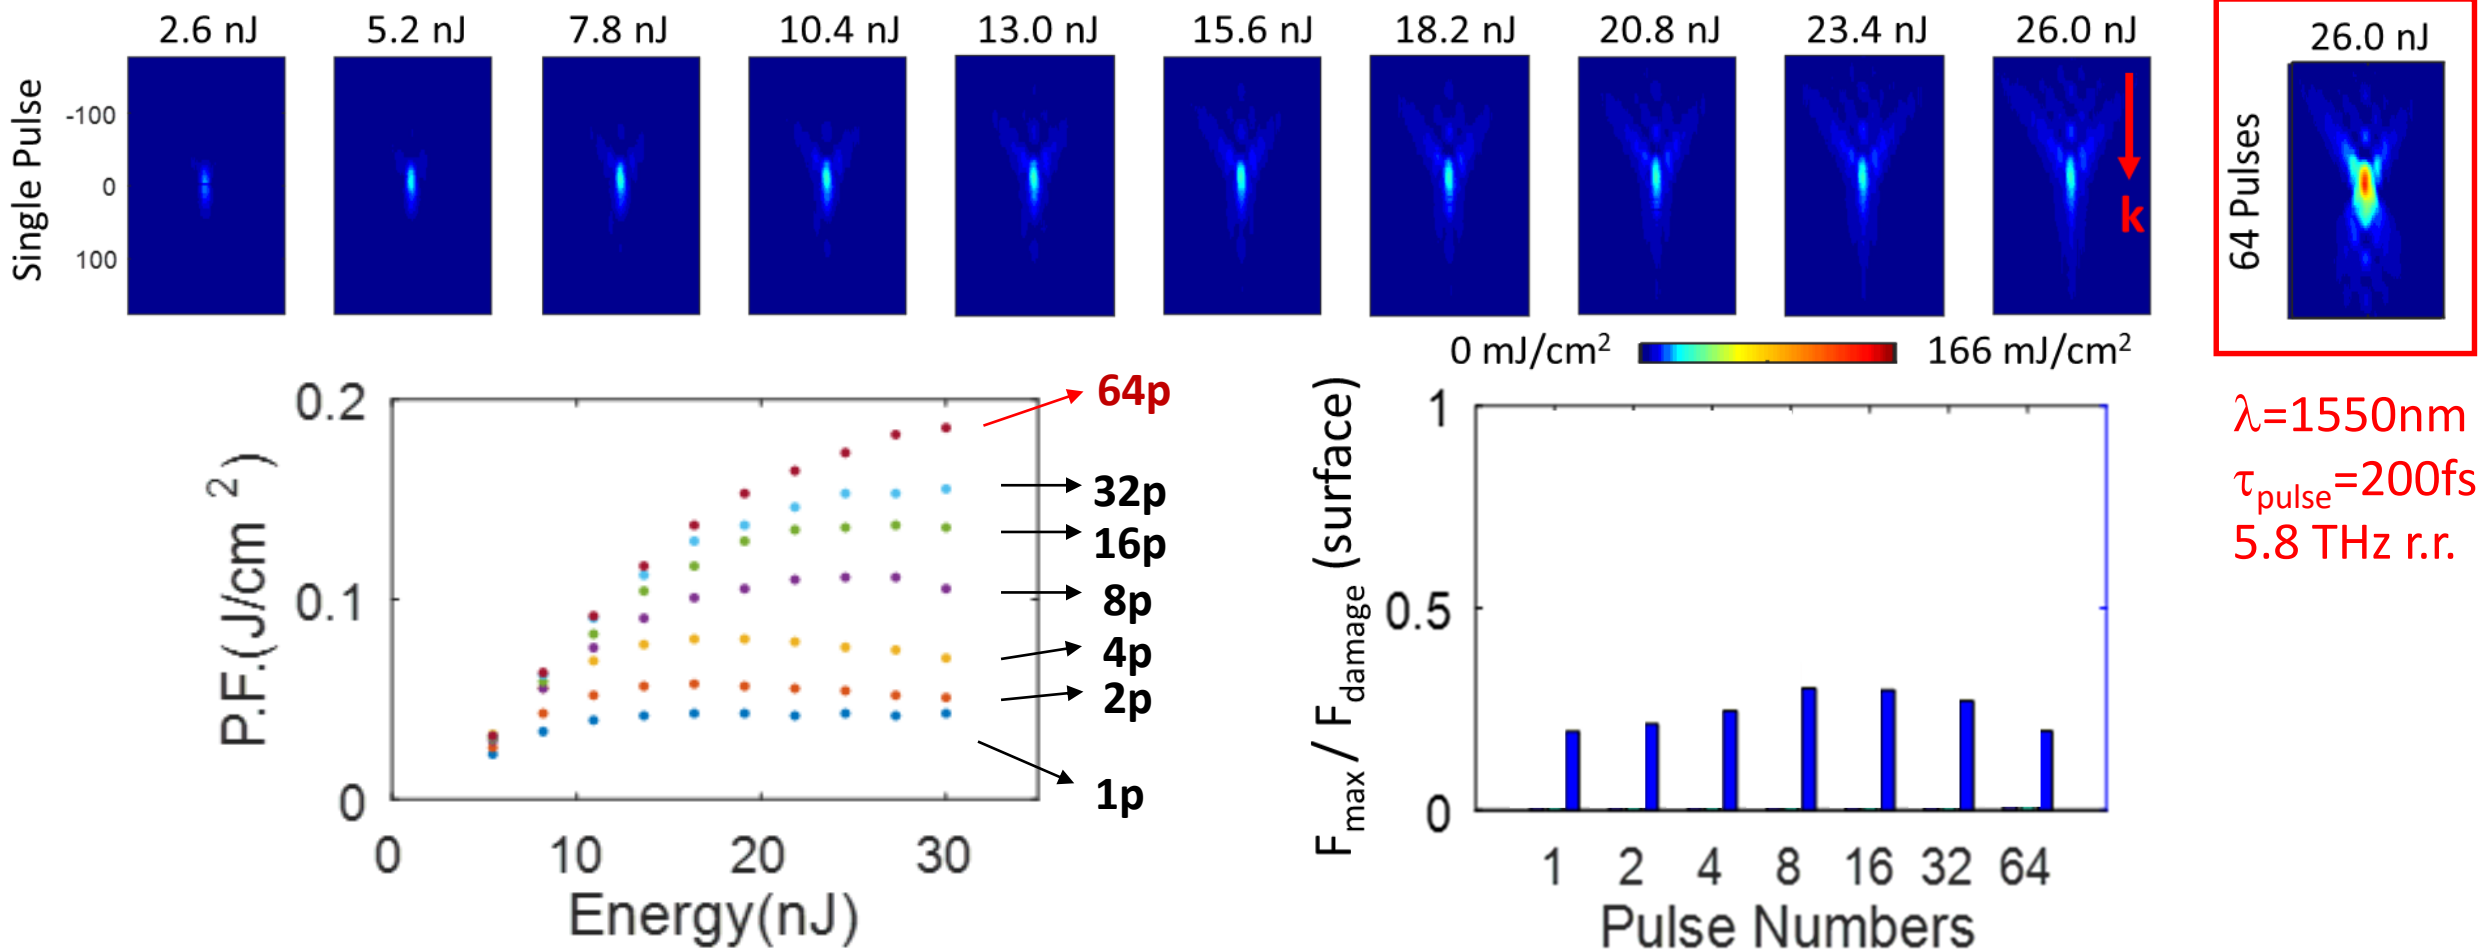 2.6 nJ
5.2 nJ
7.8 nJ
10.4 nJ
13.0 nJ
15.6 nJ
18.2 nJ
20.8 nJ
23.4 nJ
26.0 nJ
26.0 nJ
Single Pulse
-100
0
100
k
64 Pulses
0 mJ/cm²
166 mJ/cm²
λ=1550nm
τpulse=200fs
5.8 THz r.r.
P.F.(J/cm ²)
0.2
0.1
0
0
10
20
30
Energy(nJ)
64p
32p
16p
8p
4p
2p
1p
Fmax / Fdamage (surface)
1
0.5
0
1
2
4
8
16
32
64
Pulse Numbers